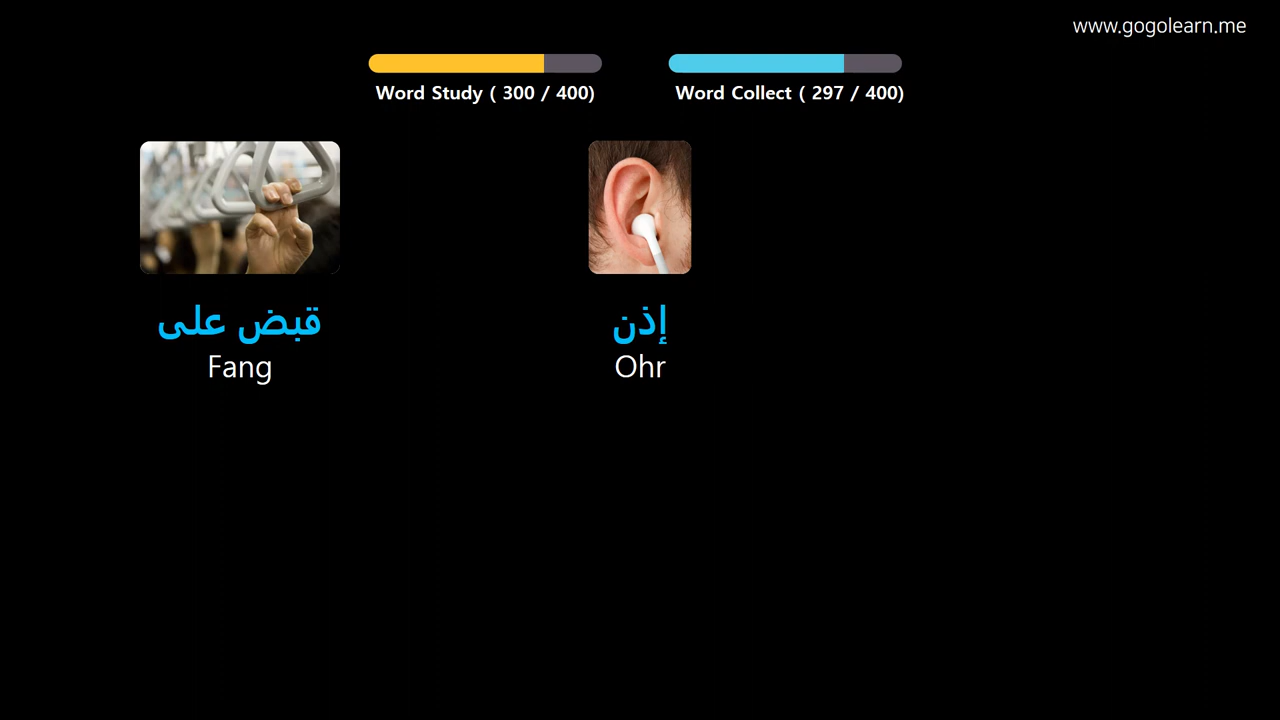 www.gogolearn.me
Word Study ( 300 / 400)
Word Collect ( 297 / 400)
قبض على
Fang
إذن
Ohr